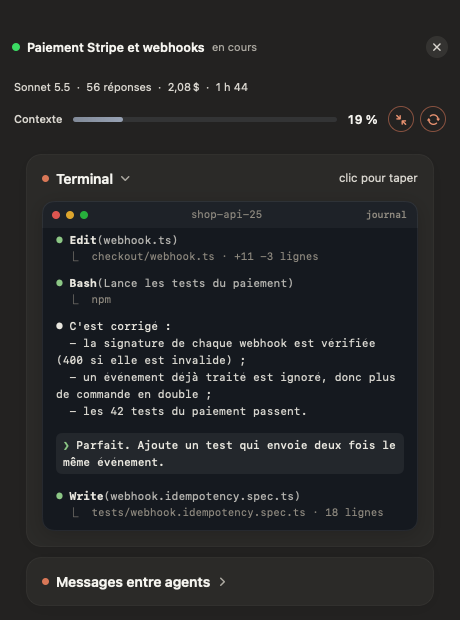 Paiement Stripe et webhooks en cours
Sonnet 5.5 · 56 réponses · 2,08 $ · 1 h 44
Contexte 19 %
Terminal clic pour taper
shop-api-25 journal
Edit(webhook.ts)
checkout/webhook.ts · +11 −3 lignes
Bash(Lance les tests du paiement)
npm
C'est corrigé :
– la signature de chaque webhook est vérifiée
(400 si elle est invalide) ;
– un événement déjà traité est ignoré, donc plus
de commande en double ;
– les 42 tests du paiement passent.
❯ Parfait. Ajoute un test qui envoie deux fois le
même événement.
Write(webhook.idempotency.spec.ts)
tests/webhook.idempotency.spec.ts · 18 lignes
Messages entre agents